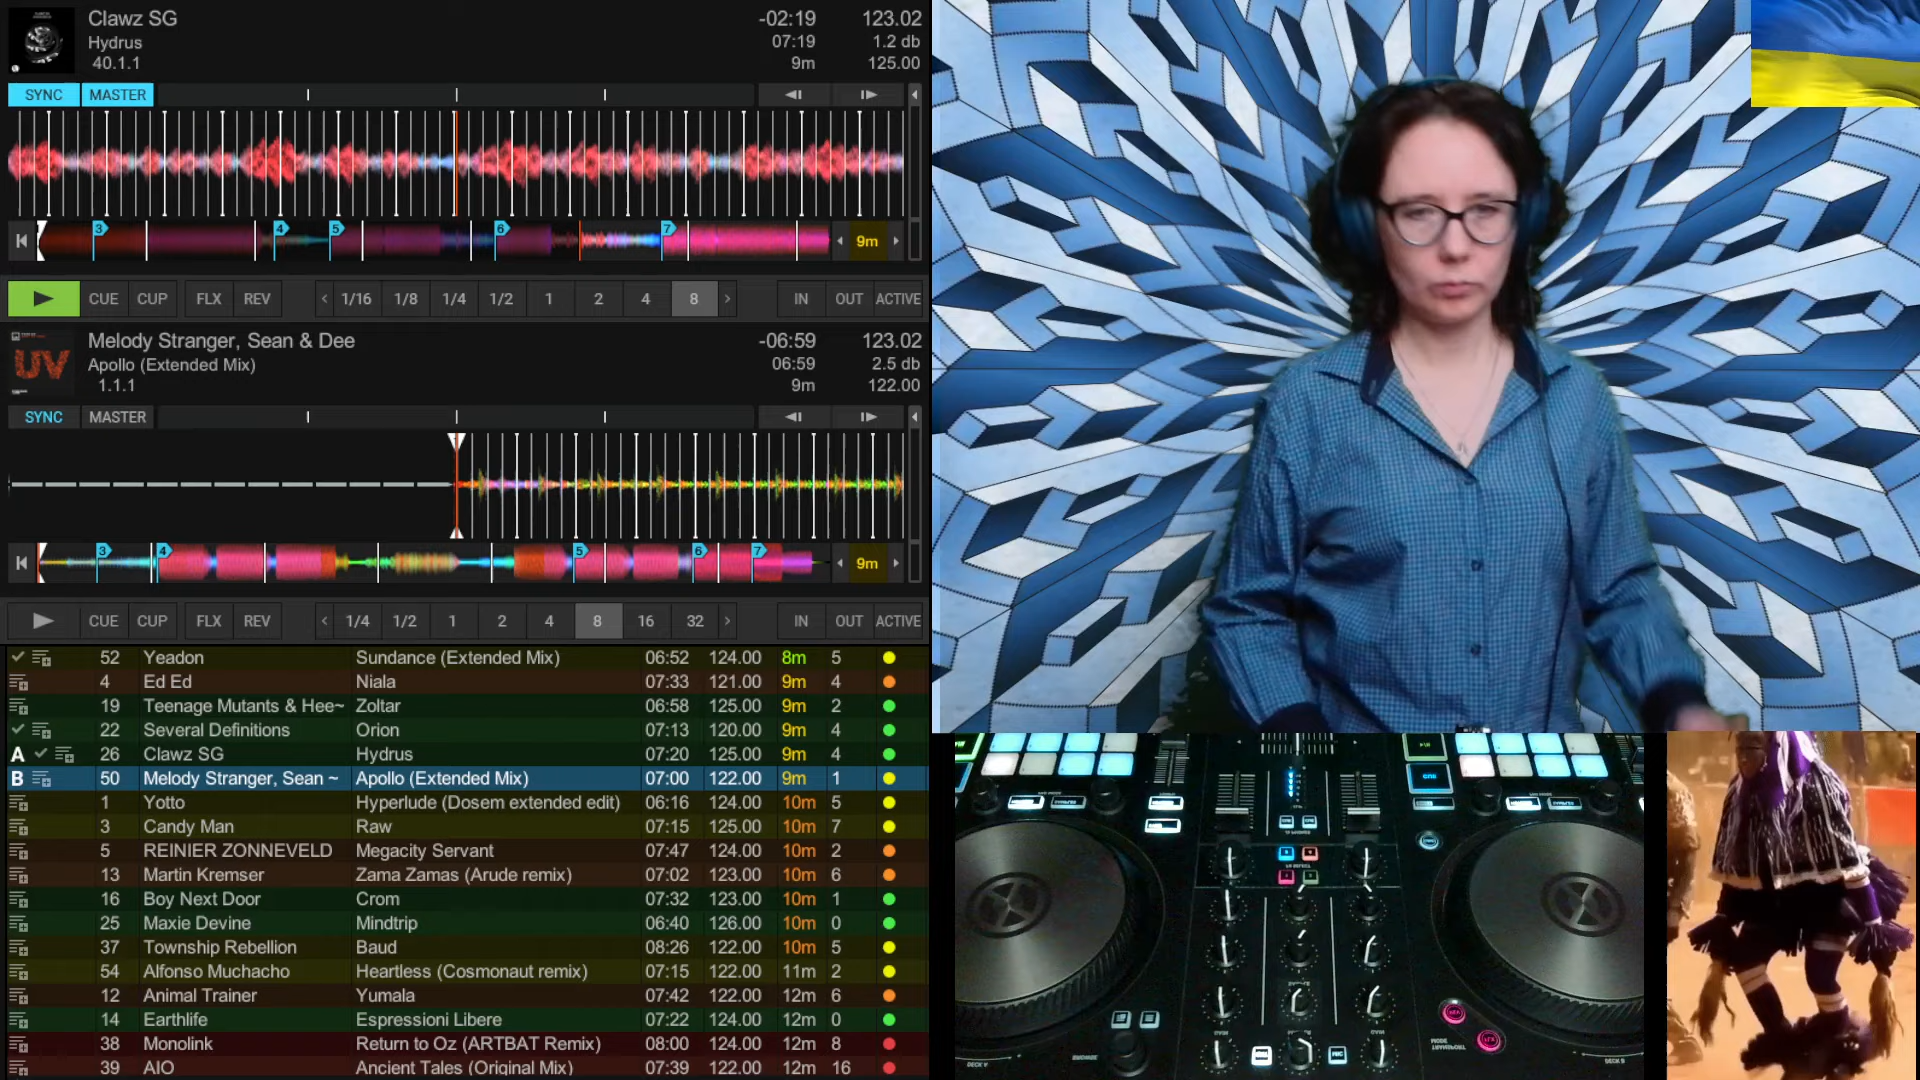 Clawz SG -02:19 123.02
Hydrus 07:19 1.2 db
40.1.1 9m 125.00
SYNC MASTER
3 4 5 6 7 9m
CUE CUP FLX REV 1/16 1/8 1/4 1/2 1 2 4 8 IN OUT ACTIVE
Melody Stranger, Sean & Dee -06:59 123.02
UV Apollo (Extended Mix) 06:59 2.5 db
1.1.1 9m 122.00
SYNC MASTER
3 4 5 6 7 9m
CUE CUP FLX REV 1/4 1/2 1 2 4 8 16 32 IN OUT ACTIVE
52 Yeadon Sundance (Extended Mix) 06:52 124.00 8m 5
4 Ed Ed Niala 07:33 121.00 9m 4
19 Teenage Mutants & Hee~ Zoltar 06:58 125.00 9m 2
22 Several Definitions Orion 07:13 120.00 9m 4
A 26 Clawz SG Hydrus 07:20 125.00 9m 4
B 50 Melody Stranger, Sean ~ Apollo (Extended Mix) 07:00 122.00 9m 1
1 Yotto Hyperlude (Dosem extended edit) 06:16 124.00 10m 5
3 Candy Man Raw 07:15 125.00 10m 7
5 REINIER ZONNEVELD Megacity Servant 07:47 124.00 10m 2
13 Martin Kremser Zama Zamas (Arude remix) 07:02 123.00 10m 6
16 Boy Next Door Crom 07:32 123.00 10m 1
25 Maxie Devine Mindtrip 06:40 126.00 10m 0
37 Township Rebellion Baud 08:26 122.00 10m 5
54 Alfonso Muchacho Heartless (Cosmonaut remix) 07:15 122.00 11m 2
12 Animal Trainer Yumala 07:42 122.00 12m 6
14 Earthlife Espressioni Libere 07:22 124.00 12m 0
38 Monolink Return to Oz (ARTBAT Remix) 08:00 124.00 12m 8
39 AIO Ancient Tales (Original Mix) 07:39 122.00 12m 16